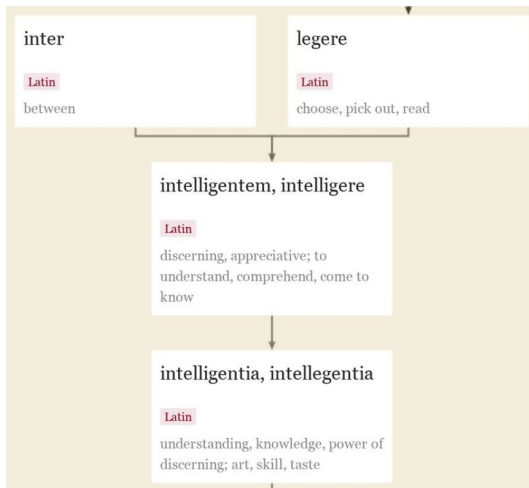 inter
Latin
between
legere
Latin
choose, pick out, read
intelligentem, intelligere
Latin
discerning, appreciative; to
understand, comprehend, come to
know
intelligentia, intellegentia
Latin
understanding, knowledge, power of
discerning; art, skill, taste